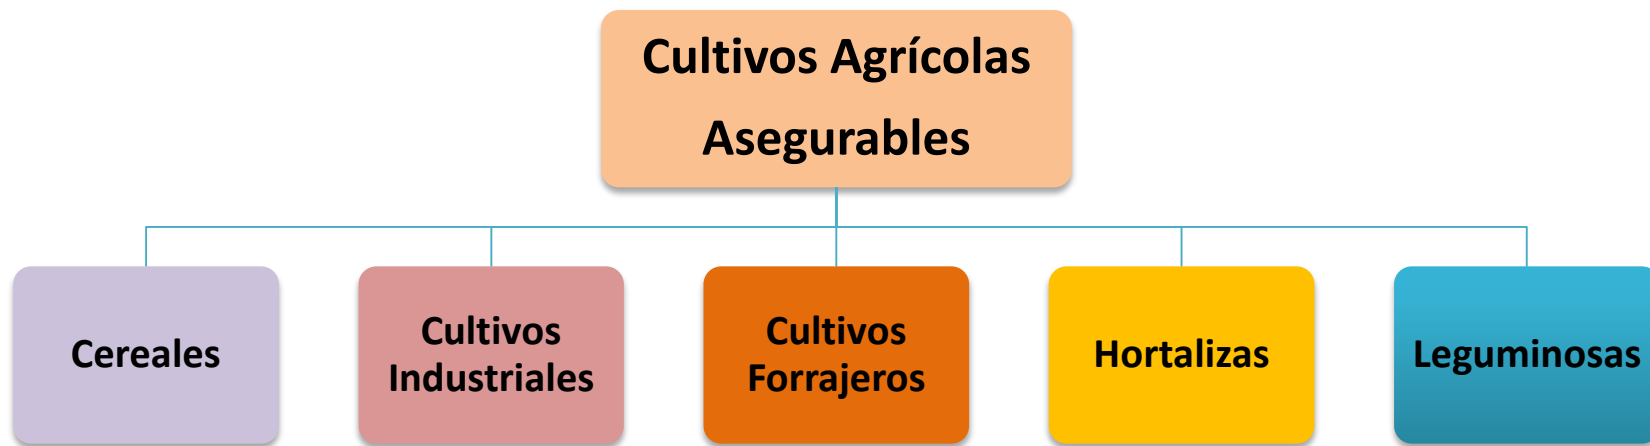 Cultivos Agrícolas
Asegurables
Cereales
Cultivos
Industriales
Cultivos
Forrajeros
Hortalizas
Leguminosas